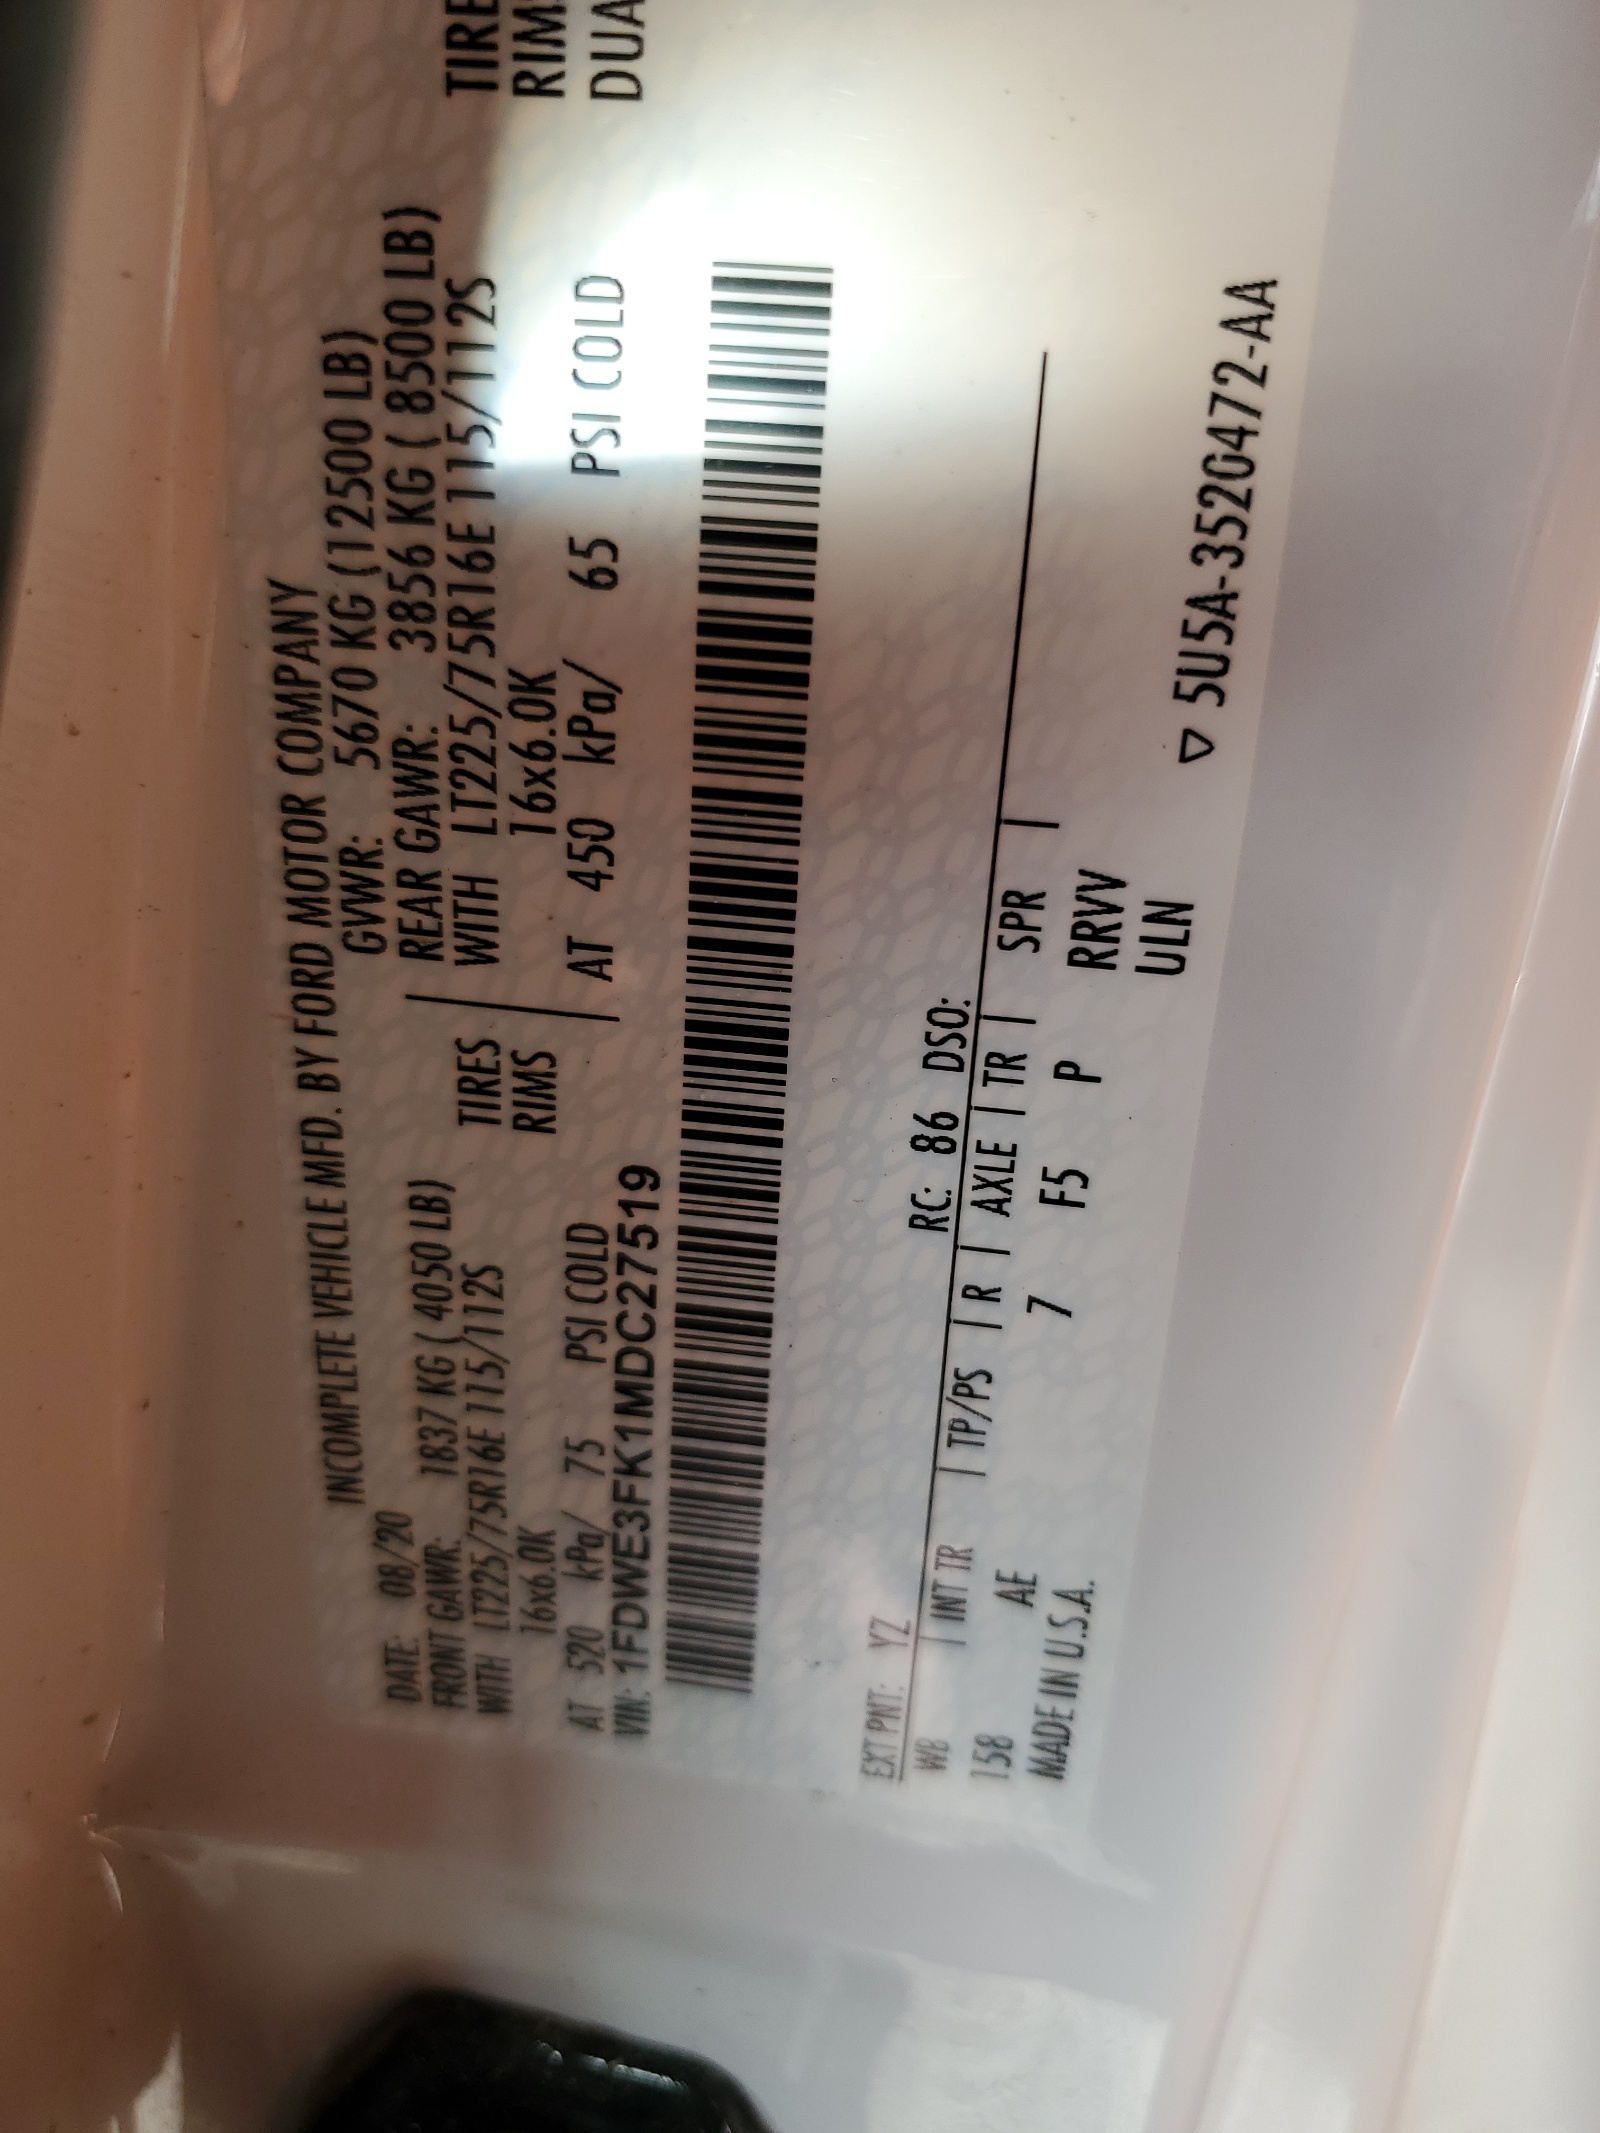 INCOMPLETE VEHICLE MFD. BY FORD MOTOR COMPANY
DATE: 08/20 GVWR: 5670 KG (12500 LB)
FRONT GAWR: 1837 KG ( 4050 LB) REAR GAWR: 3856 KG ( 8500 LB)
WITH LT225/75R16E 115/112S TIRES WITH LT225/75R16E 115/112S TIRE
16x6.0K RIMS 16x6.0K RIM
AT 520 kPa/ 75 PSI COLD AT 450 kPa/ 65 PSI COLD DUA
VIN: 1FDWE3FK1MDC27519
EXT PNT: YZ RC: 86 DSO:
WB | INT TR | TP/PS | R | AXLE | TR | SPR |
158 AE 7 F5 P RRVV
MADE IN U.S.A. ULN
▽ 5U5A-3520472-AA